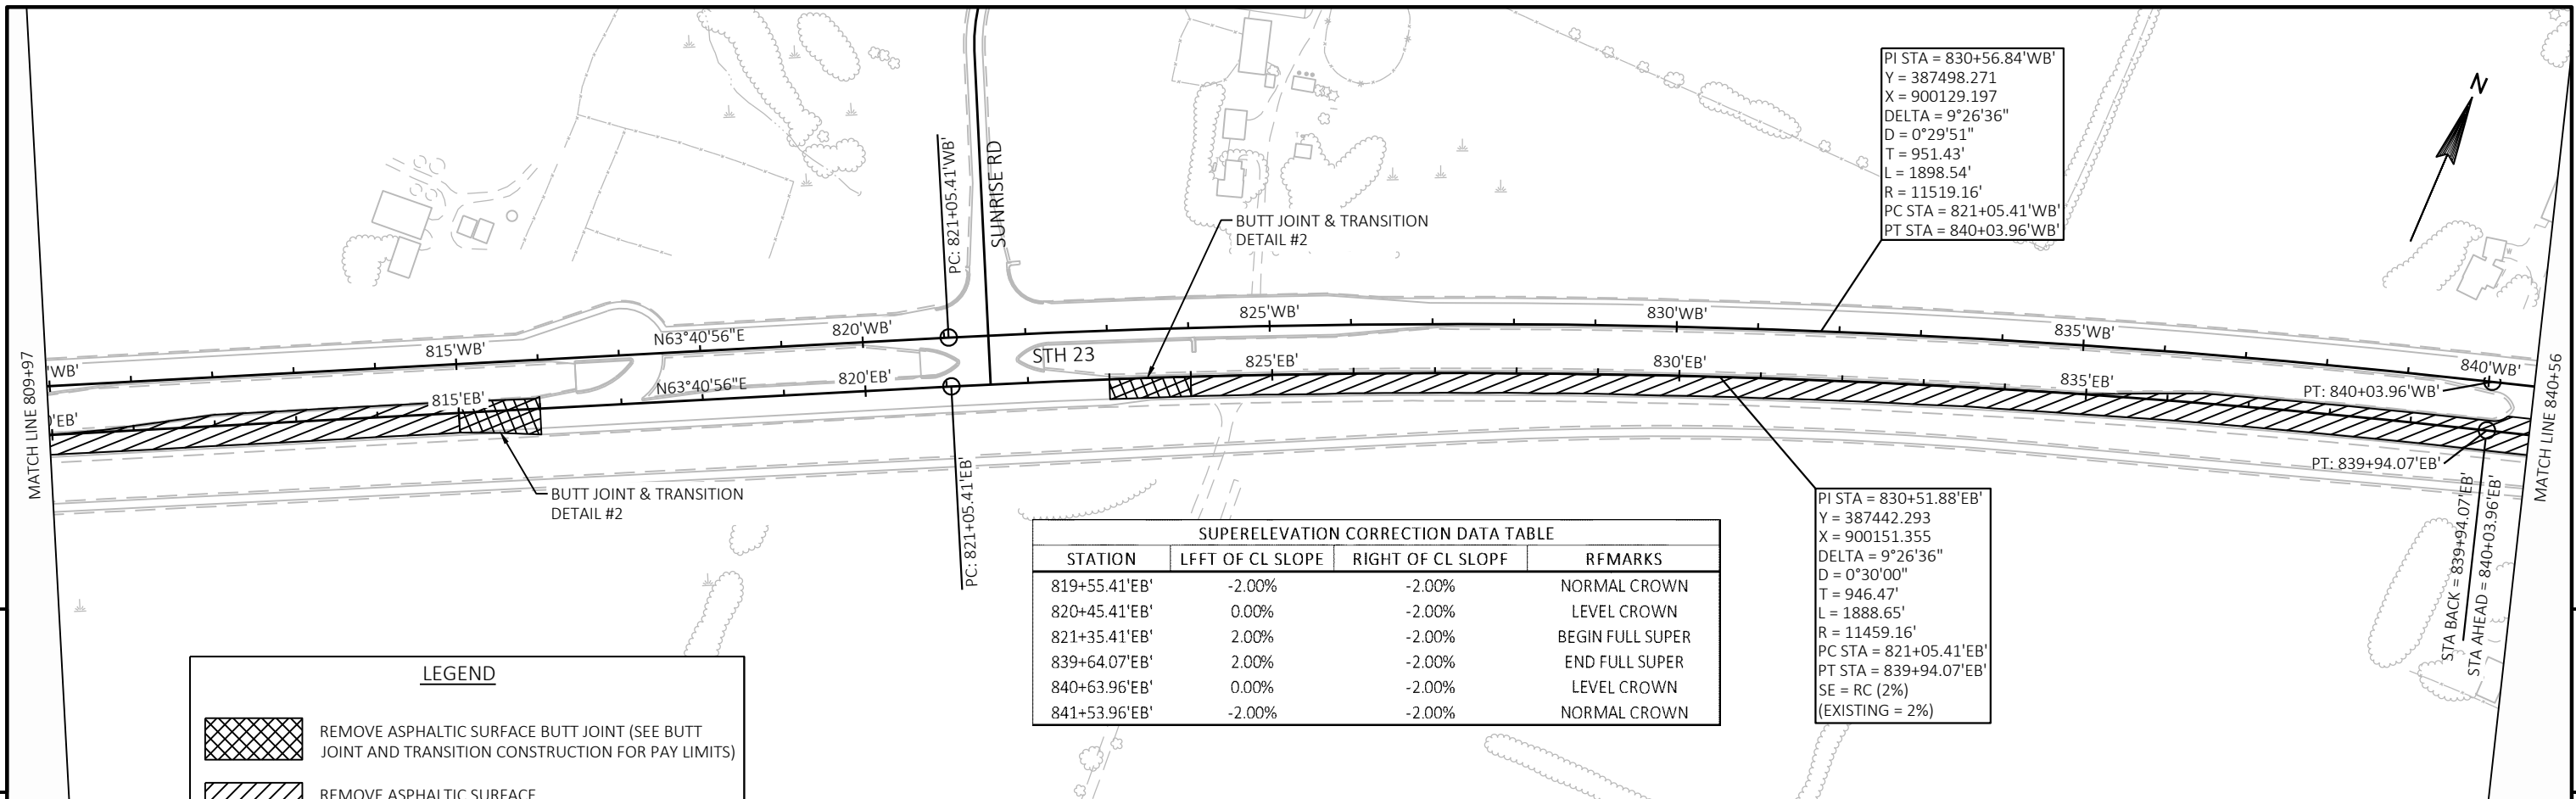 PI STA = 830+56.84'WB'
Y = 387498.271
X = 900129.197
DELTA = 9°26'36"
D = 0°29'51"
T = 951.43'
L = 1898.54'
R = 11519.16'
PC STA = 821+05.41'WB'
PT STA = 840+03.96'WB'
N
PC: 821+05.41'WB'
SUNRISE RD
BUTT JOINT & TRANSITION
DETAIL #2
'WB'
815'WB'
N63°40'56"E
820'WB'
825'WB'
830'WB'
835'WB'
840'WB'
STH 23
MATCH LINE 809+97
'EB'
815'EB'
N63°40'56"E
820'EB'
825'EB'
830'EB'
835'EB'
PT: 840+03.96'WB'
MATCH LINE 840+56
PT: 839+94.07'EB'
STA BACK = 839+94.07'EB'
STA AHEAD = 840+03.96'EB'
BUTT JOINT & TRANSITION
DETAIL #2
PC: 821+05.41'EB'
SUPERELEVATION CORRECTION DATA TABLE
STATION LEFT OF CL SLOPE RIGHT OF CL SLOPE REMARKS
819+55.41'EB' -2.00% -2.00% NORMAL CROWN
820+45.41'EB' 0.00% -2.00% LEVEL CROWN
821+35.41'EB' 2.00% -2.00% BEGIN FULL SUPER
839+64.07'EB' 2.00% -2.00% END FULL SUPER
840+63.96'EB' 0.00% -2.00% LEVEL CROWN
841+53.96'EB' -2.00% -2.00% NORMAL CROWN
PI STA = 830+51.88'EB'
Y = 387442.293
X = 900151.355
DELTA = 9°26'36"
D = 0°30'00"
T = 946.47'
L = 1888.65'
R = 11459.16'
PC STA = 821+05.41'EB'
PT STA = 839+94.07'EB'
SE = RC (2%)
(EXISTING = 2%)
LEGEND
REMOVE ASPHALTIC SURFACE BUTT JOINT (SEE BUTT
JOINT AND TRANSITION CONSTRUCTION FOR PAY LIMITS)
REMOVE ASPHALTIC SURFACE